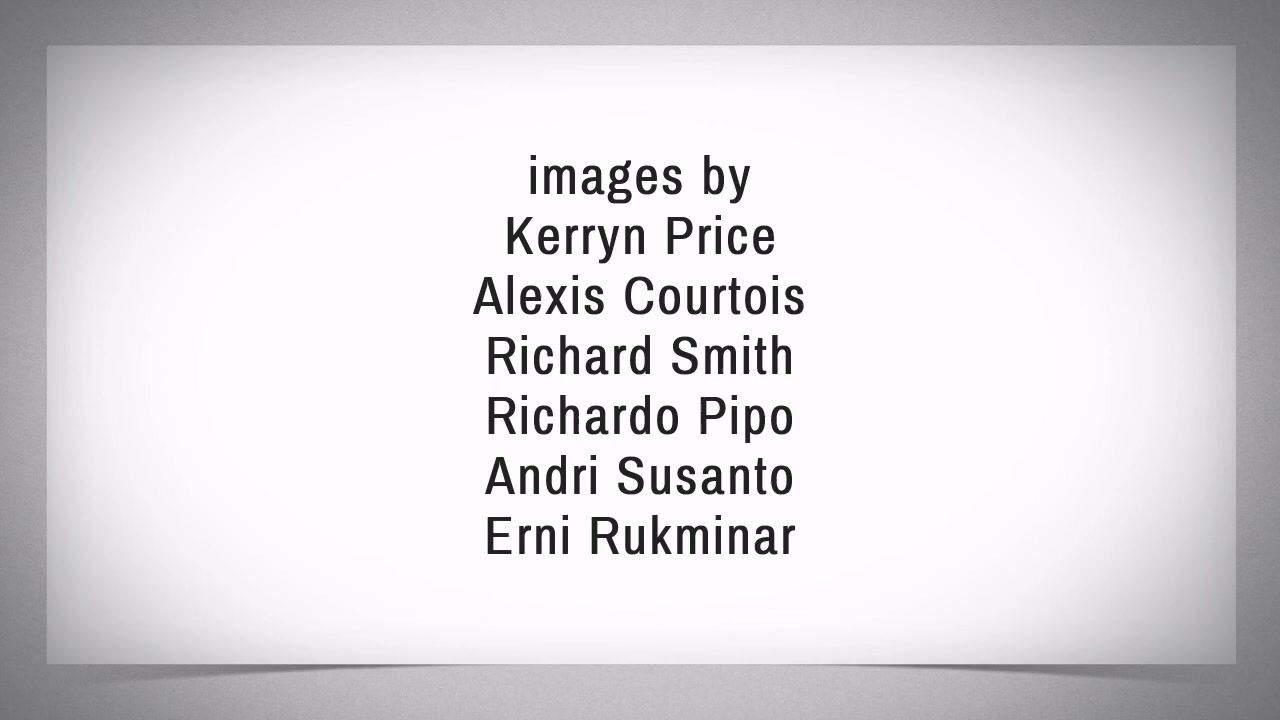 images by
Kerryn Price
Alexis Courtois
Richard Smith
Richardo Pipo
Andri Susanto
Erni Rukminar